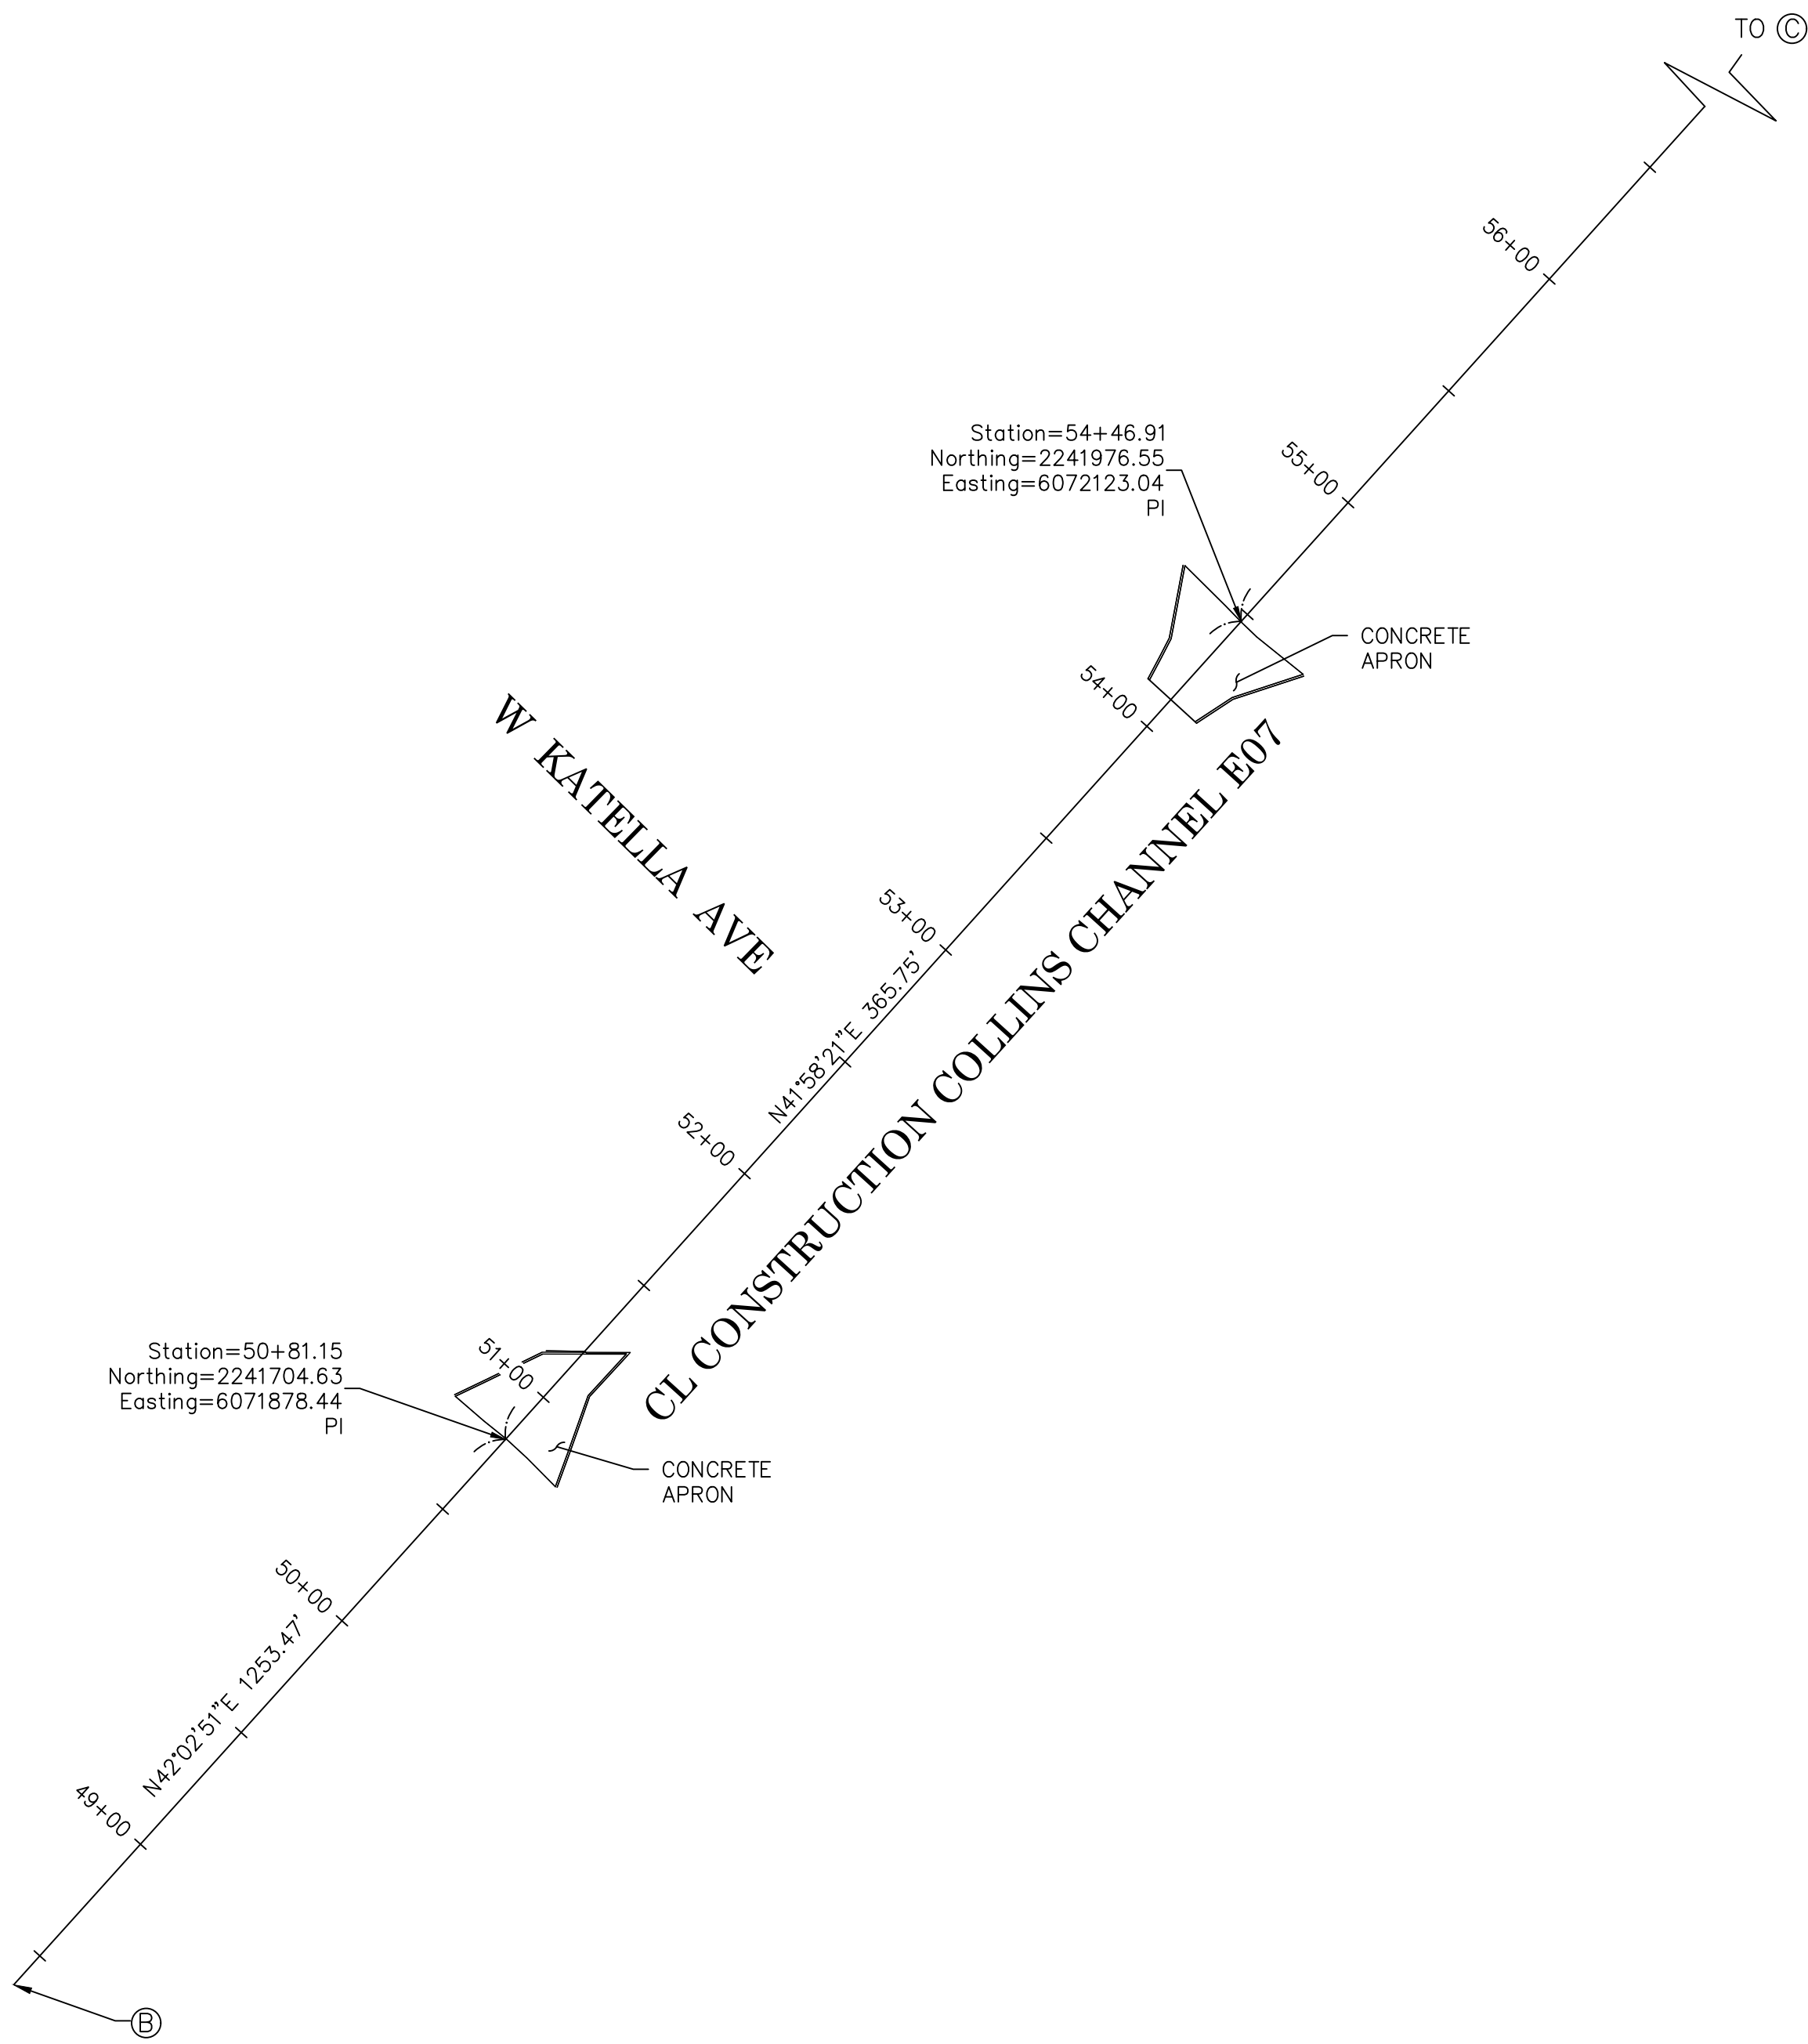 TO C
56+00
Station=54+46.91
Northing=2241976.55
Easting=6072123.04
PI
55+00
CONCRETE
APRON
54+00
W KATELLA AVE
53+00
N41°58'21"E 365.75'
CL CONSTRUCTION COLLINS CHANNEL E07
52+00
Station=50+81.15
Northing=2241704.63
Easting=6071878.44
PI
51+00
CONCRETE
APRON
50+00
N42°02'51"E 1253.47'
49+00
B